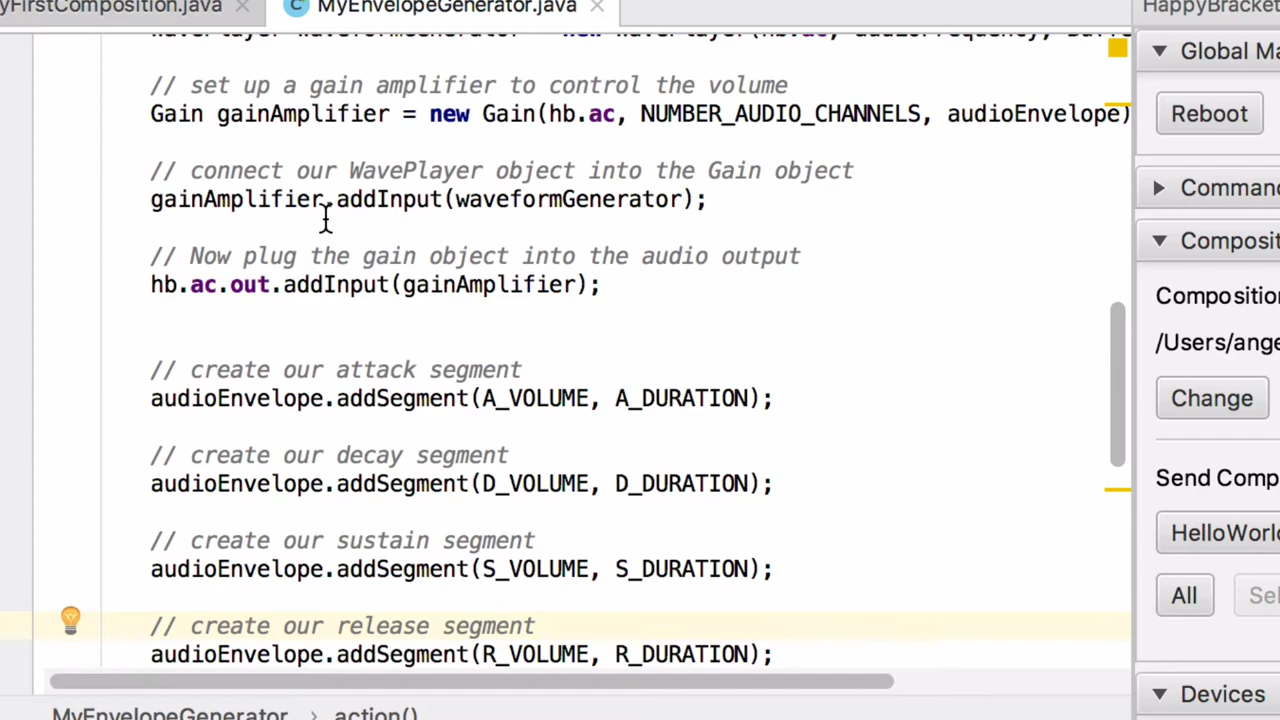 yFirstComposition.java
MyEnvelopeGenerator.java
HappyBracket
// set up a gain amplifier to control the volume
Gain gainAmplifier = new Gain(hb.ac, NUMBER_AUDIO_CHANNELS, audioEnvelope)
// connect our WavePlayer object into the Gain object
gainAmplifier.addInput(waveformGenerator);
// Now plug the gain object into the audio output
hb.ac.out.addInput(gainAmplifier);
// create our attack segment
audioEnvelope.addSegment(A_VOLUME, A_DURATION);
// create our decay segment
audioEnvelope.addSegment(D_VOLUME, D_DURATION);
// create our sustain segment
audioEnvelope.addSegment(S_VOLUME, S_DURATION);
// create our release segment
audioEnvelope.addSegment(R_VOLUME, R_DURATION);
MyEnvelopeGenerator > action()
Global Ma
Reboot
Comman
Composit
Composition
/Users/ange
Change
Send Comp
HelloWorl
All
Sel
Devices